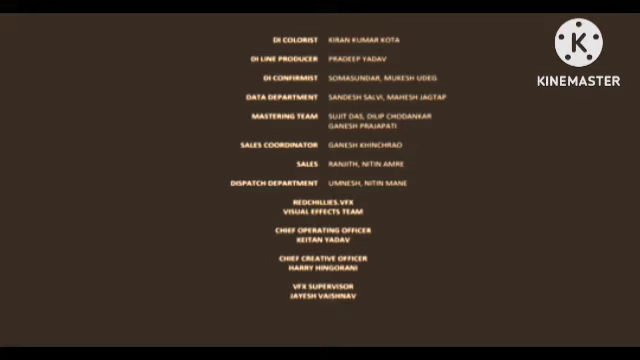 DI COLORIST KIRAN KUMAR KOTA
DI LINE PRODUCER PRADEEP YADAV
DI CONFIRMIST SOMASUNDAR, MUKESH UDEG
DATA DEPARTMENT SANDESH SALVI, MAHESH JAGTAP
MASTERING TEAM SUJIT DAS, DILIP CHODANKAR
GANESH PRAJAPATI
SALES COORDINATOR GANESH KHINCHRAO
SALES RANJITH, NITIN AMRE
DISPATCH DEPARTMENT UMNESH, NITIN MANE
REDCHILLIES.VFX
VISUAL EFFECTS TEAM
CHIEF OPERATING OFFICER
KEITAN YADAV
CHIEF CREATIVE OFFICER
HARRY HINGORANI
VFX SUPERVISOR
JAYESH VAISHNAV
K
KINEMASTER